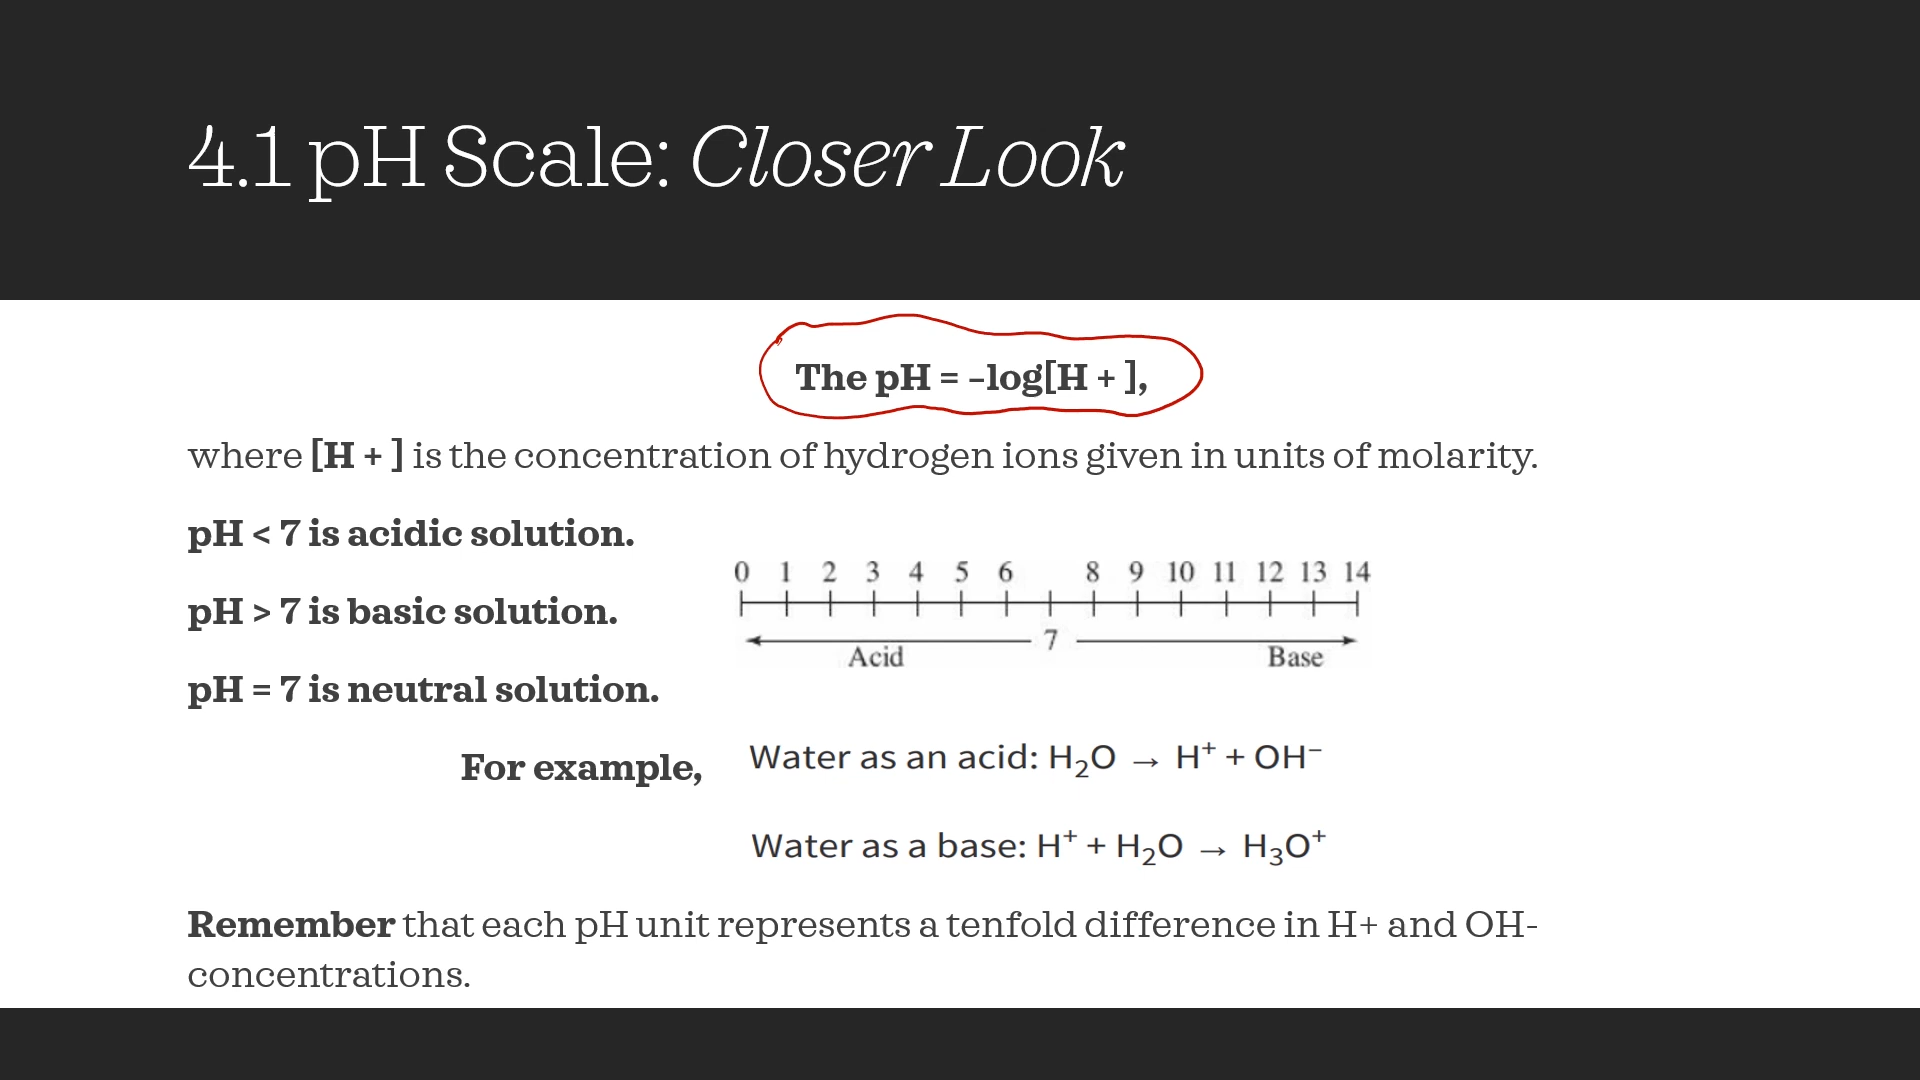 4.1 pH Scale: Closer Look
The pH = –log[H + ],
where [H + ] is the concentration of hydrogen ions given in units of molarity.
pH < 7 is acidic solution.
0 1 2 3 4 5 6 8 9 10 11 12 13 14
pH > 7 is basic solution.
7
Acid Base
pH = 7 is neutral solution.
For example, Water as an acid: H₂O → H⁺ + OH⁻
Water as a base: H⁺ + H₂O → H₃O⁺
Remember that each pH unit represents a tenfold difference in H+ and OH-
concentrations.